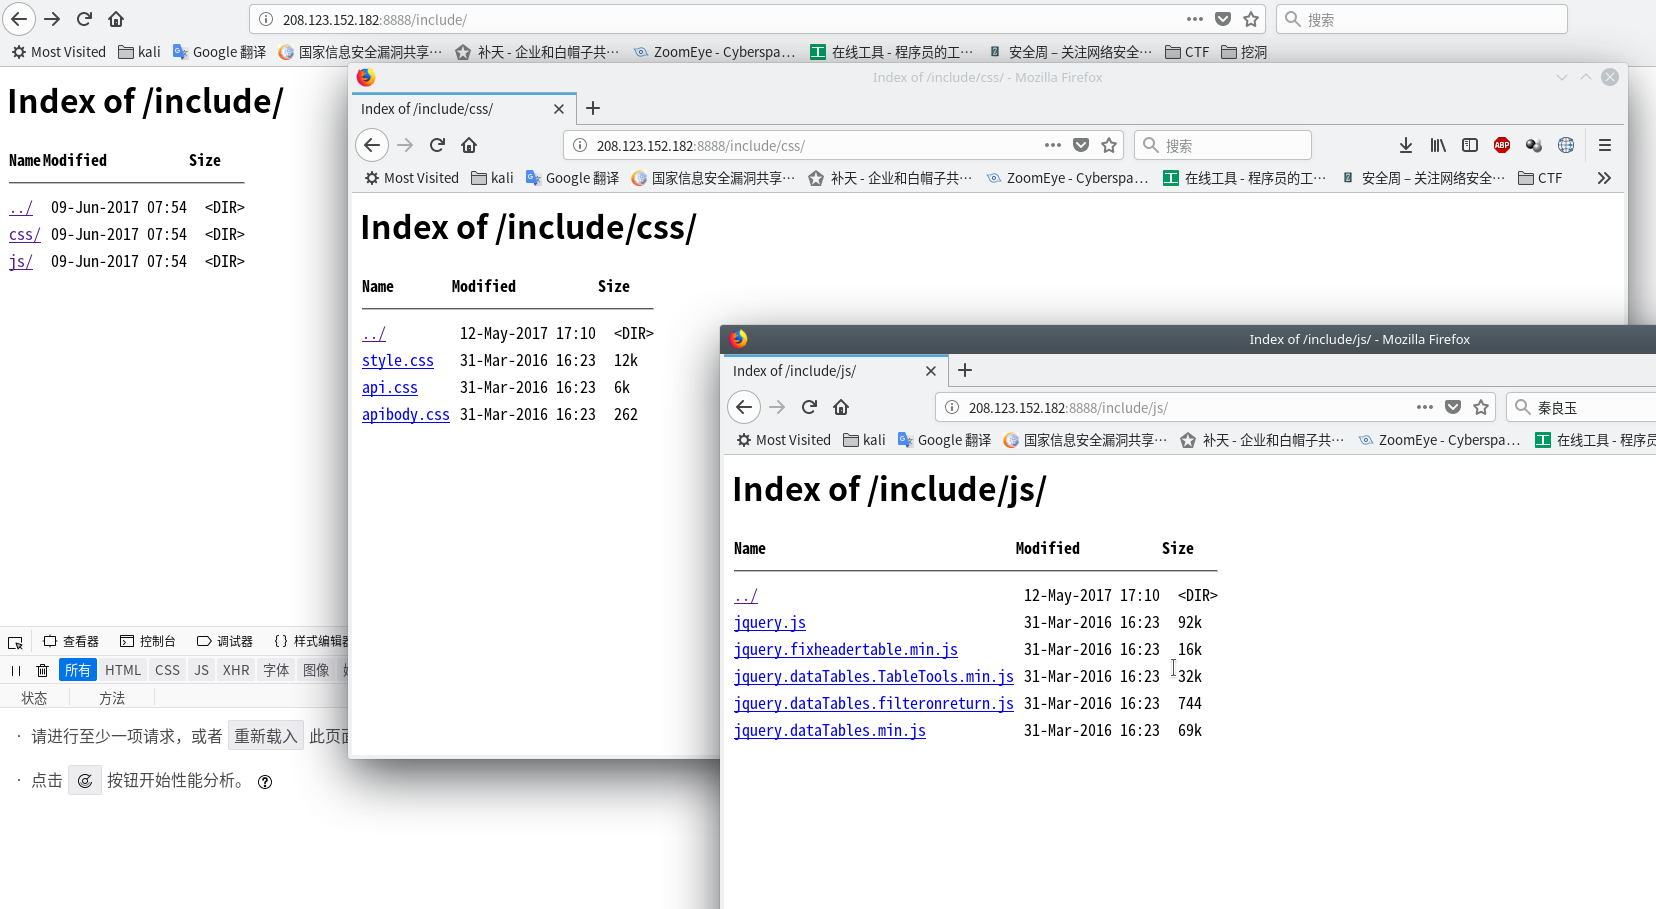 208.123.152.182:8888/include/
搜索
Most Visited kali Google 翻译 国家信息安全漏洞共享… 补天 - 企业和白帽子共… ZoomEye - Cyberspa… 在线工具 - 程序员的工… 安全周 – 关注网络安全… CTF 挖洞
Index of /include/
Name Modified Size
../ 09-Jun-2017 07:54 <DIR>
css/ 09-Jun-2017 07:54 <DIR>
js/ 09-Jun-2017 07:54 <DIR>
查看器 控制台 调试器 样式编辑器
所有 HTML CSS JS XHR 字体 图像
状态 方法
· 请进行至少一项请求，或者 重新载入 此页面
· 点击 按钮开始性能分析。
Index of /include/css/ - Mozilla Firefox
Index of /include/css/
208.123.152.182:8888/include/css/
搜索
ABP
Most Visited kali Google 翻译 国家信息安全漏洞共享… 补天 - 企业和白帽子共… ZoomEye - Cyberspa… 在线工具 - 程序员的工… 安全周 – 关注网络安全… CTF
Index of /include/css/
Name Modified Size
../ 12-May-2017 17:10 <DIR>
style.css 31-Mar-2016 16:23 12k
api.css 31-Mar-2016 16:23 6k
apibody.css 31-Mar-2016 16:23 262
Index of /include/js/ - Mozilla Firefox
Index of /include/js/
208.123.152.182:8888/include/js/
秦良玉
Most Visited kali Google 翻译 国家信息安全漏洞共享… 补天 - 企业和白帽子共… ZoomEye - Cyberspa… 在线工具 - 程序员
Index of /include/js/
Name Modified Size
../ 12-May-2017 17:10 <DIR>
jquery.js 31-Mar-2016 16:23 92k
jquery.fixheadertable.min.js 31-Mar-2016 16:23 16k
jquery.dataTables.TableTools.min.js 31-Mar-2016 16:23 32k
jquery.dataTables.filteronreturn.js 31-Mar-2016 16:23 744
jquery.dataTables.min.js 31-Mar-2016 16:23 69k